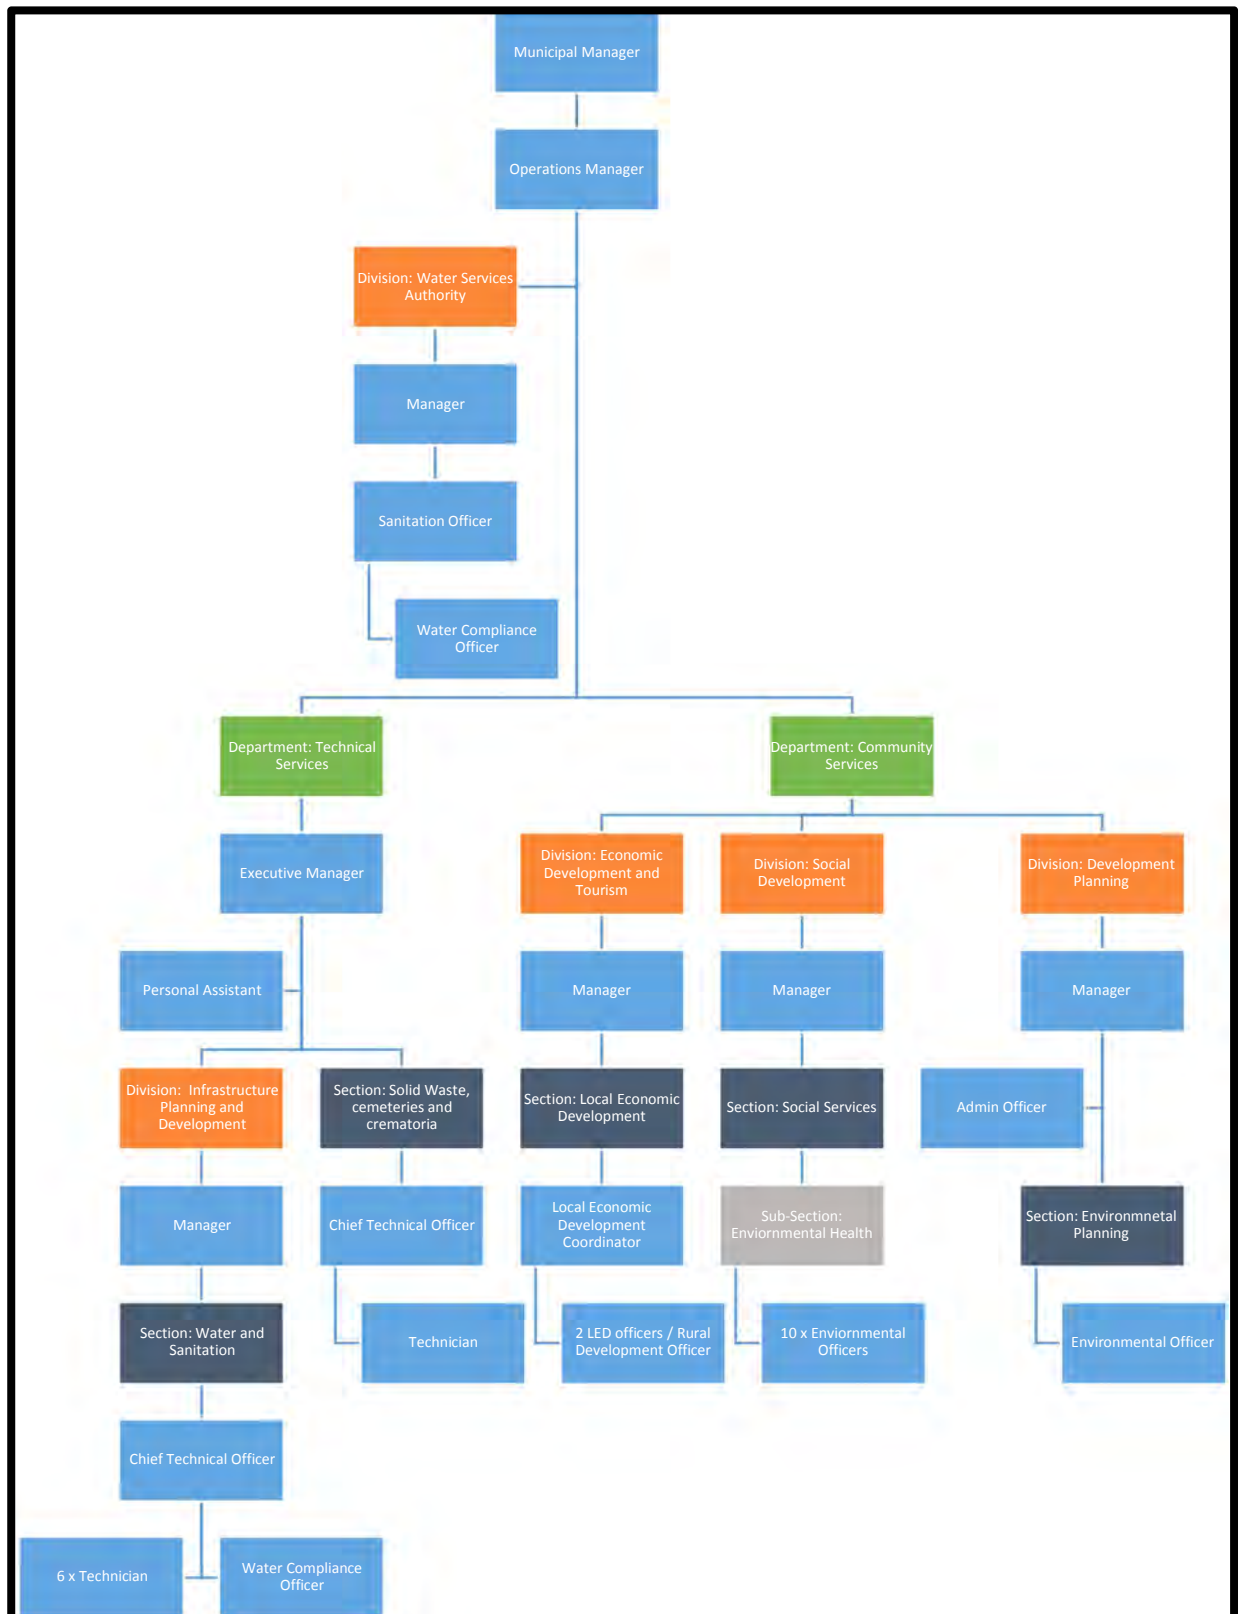 Municipal Manager
Operations Manager
Division: Water Services
Authority
Manager
Sanitation Officer
Water Compliance
Officer
Department: Technical
Services
Executive Manager
Personal Assistant
Division:  Infrastructure
Planning and
Development
Manager
Section: Water and
Sanitation
Chief Technical Officer
6 x Technician
Water Compliance
Officer
Section: Solid Waste,
cemeteries and
crematoria
Chief Technical Officer
Technician
Department: Community
Services
Division: Economic
Development and
Tourism
Manager
Section: Local Economic
Development
Local Economic
Development
Coordinator
2 LED officers / Rural
Development Officer
Division: Social
Development
Manager
Section: Social Services
Sub-Section:
Enviornmental Health
10 x Enviornmental
Officers
Division: Development
Planning
Manager
Admin Officer
Section: Environmnetal
Planning
Environmental Officer